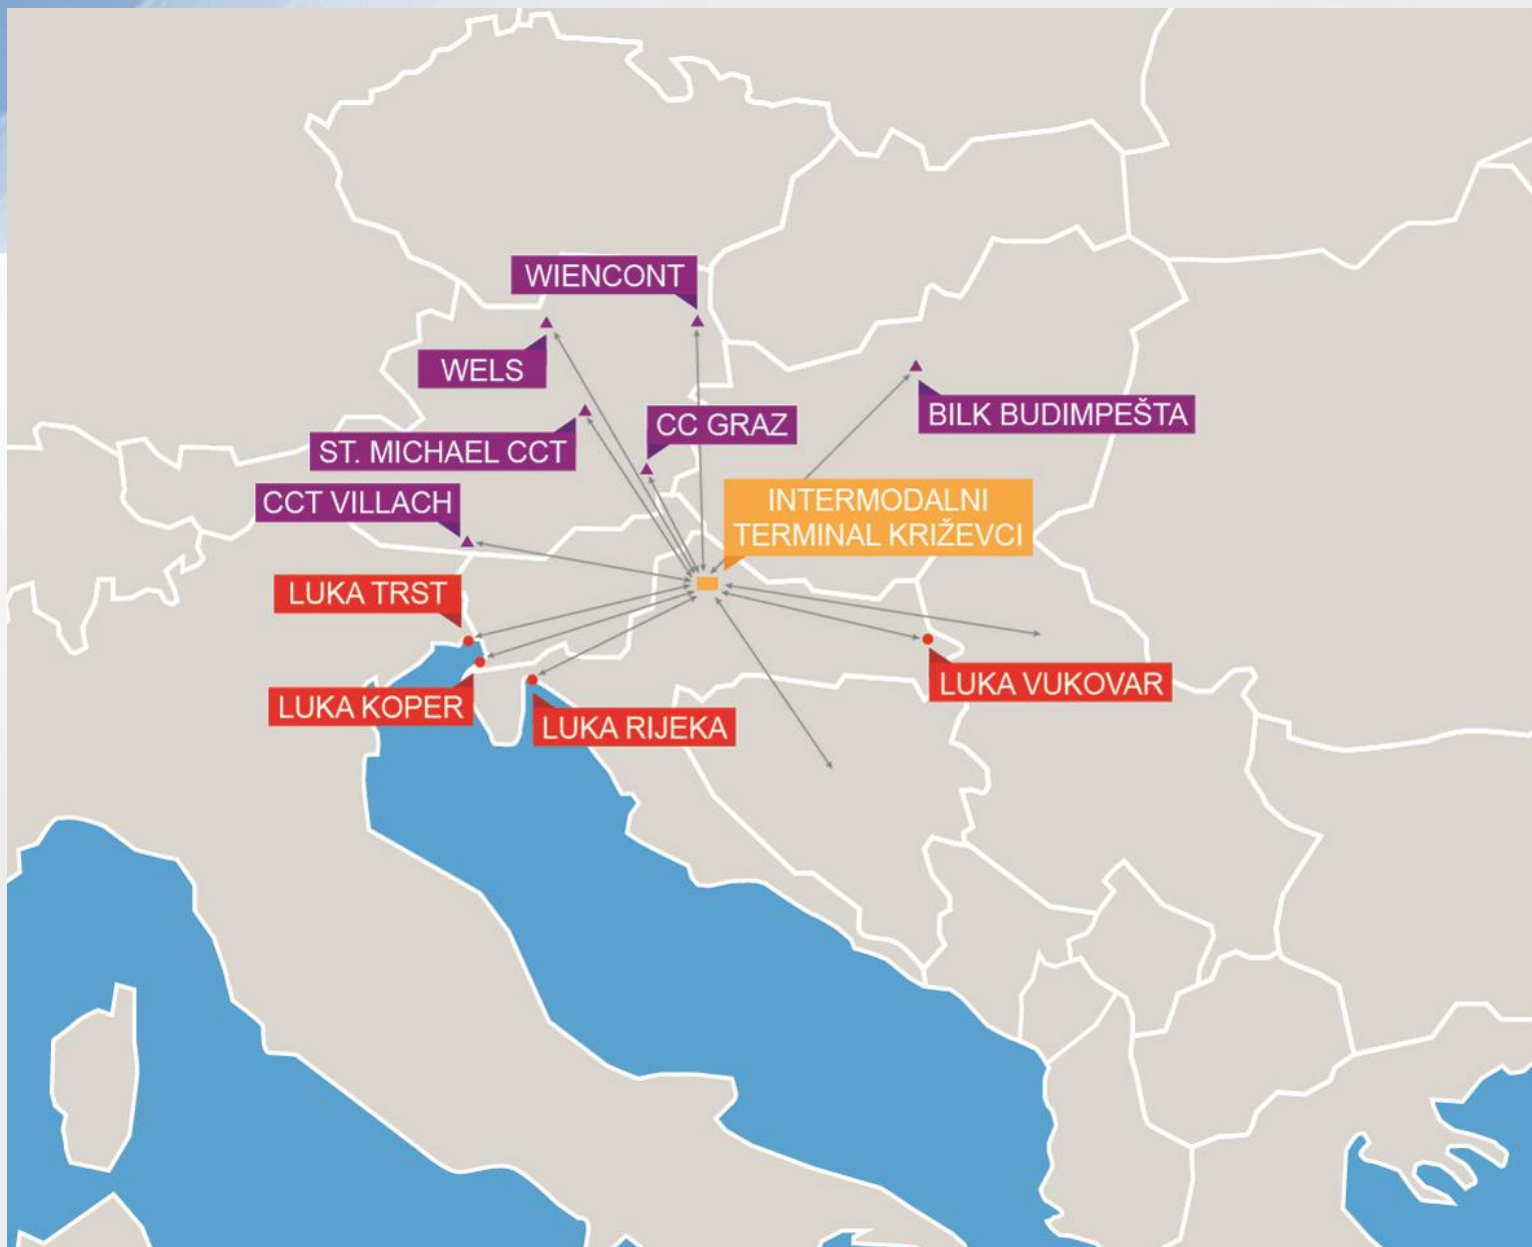 WIENCONT
WELS
BILK BUDIMPEŠTA
CC GRAZ
ST. MICHAEL CCT
CCT VILLACH
INTERMODALNI
TERMINAL KRIŽEVCI
LUKA TRST
LUKA VUKOVAR
LUKA KOPER
LUKA RIJEKA